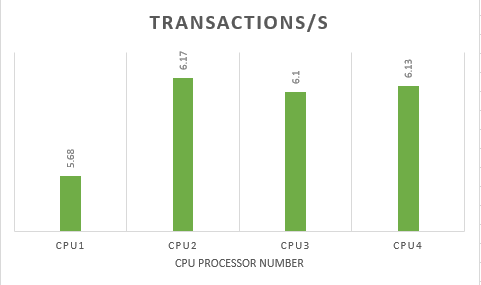 TRANSACTIONS/S
5.68
6.17
6.1
6.13
CPU1 CPU2 CPU3 CPU4
CPU PROCESSOR NUMBER